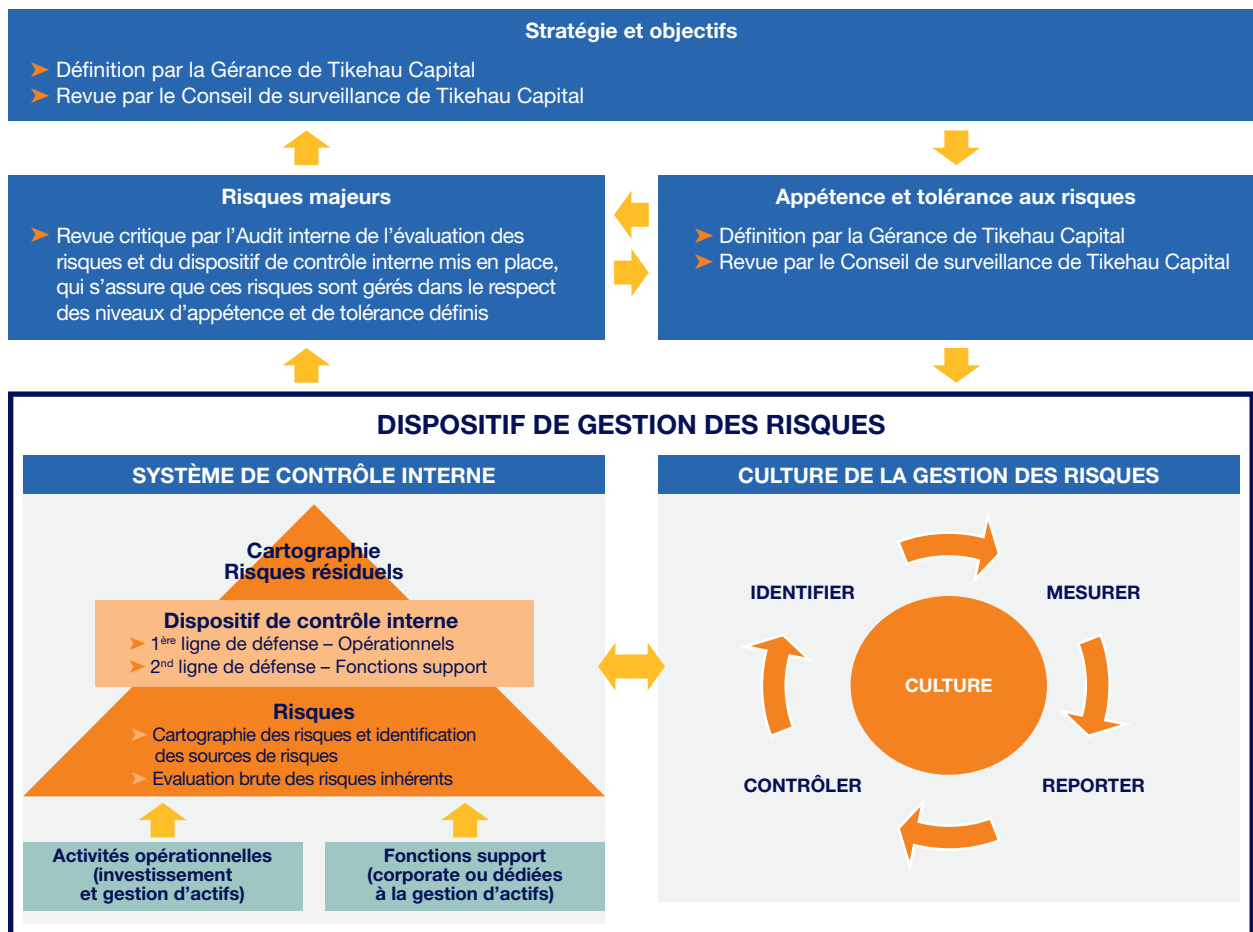 Stratégie et objectifs
➤ Définition par la Gérance de Tikehau Capital
➤ Revue par le Conseil de surveillance de Tikehau Capital
Risques majeurs
➤ Revue critique par l’Audit interne de l’évaluation des
risques et du dispositif de contrôle interne mis en place,
qui s’assure que ces risques sont gérés dans le respect
des niveaux d’appétence et de tolérance définis
Appétence et tolérance aux risques
➤ Définition par la Gérance de Tikehau Capital
➤ Revue par le Conseil de surveillance de Tikehau Capital
DISPOSITIF DE GESTION DES RISQUES
SYSTÈME DE CONTRÔLE INTERNE
Cartographie
Risques résiduels
Dispositif de contrôle interne
➤ 1ère ligne de défense – Opérationnels
➤ 2nd ligne de défense – Fonctions support
Risques
➤ Cartographie des risques et identification
des sources de risques
➤ Evaluation brute des risques inhérents
Activités opérationnelles
(investissement
et gestion d’actifs)
Fonctions support
(corporate ou dédiées
à la gestion d’actifs)
CULTURE DE LA GESTION DES RISQUES
IDENTIFIER
MESURER
CULTURE
CONTRÔLER
REPORTER